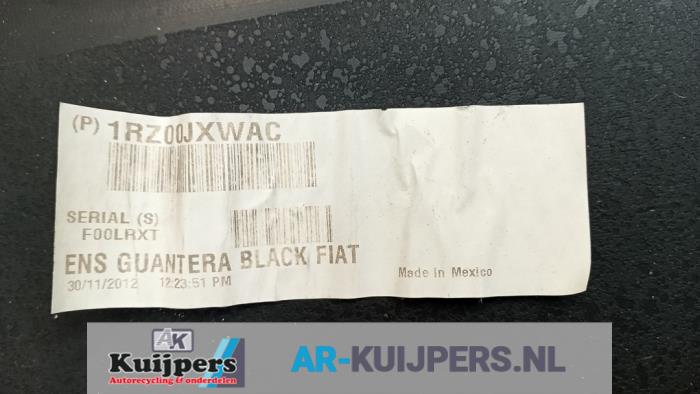 (P) 1RZ00JXWAC
SERIAL (S)
F00LRXT
ENS GUANTERA BLACK FIAT
30/11/2012 12:23:51 PM
Made in Mexico
AK
Kuijpers
Autorecycling & onderdelen
AR-KUIJPERS.NL